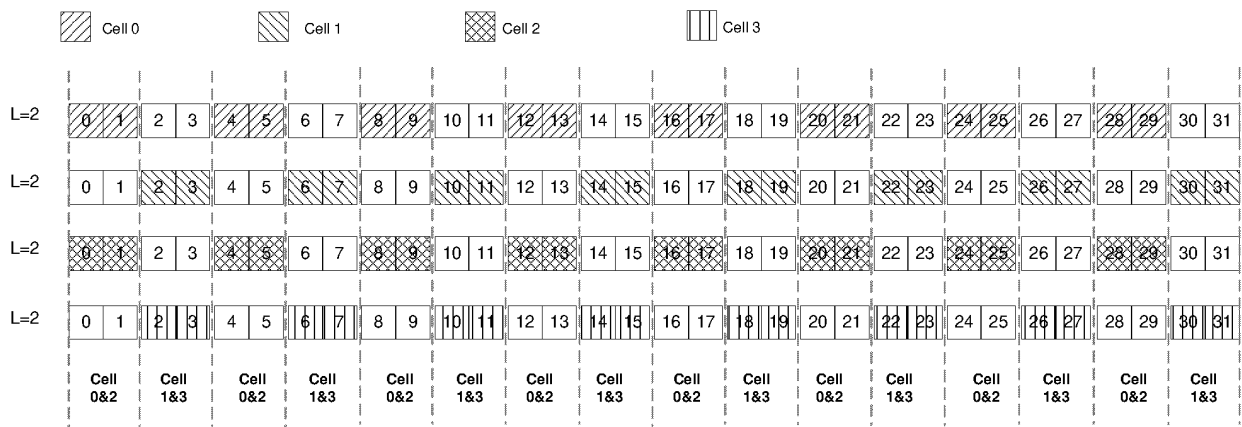 Cell 0 Cell 1 Cell 2 Cell 3
L=2 0 1 2 3 4 5 6 7 8 9 10 11 12 13 14 15 16 17 18 19 20 21 22 23 24 25 26 27 28 29 30 31
L=2 0 1 2 3 4 5 6 7 8 9 10 11 12 13 14 15 16 17 18 19 20 21 22 23 24 25 26 27 28 29 30 31
L=2 0 1 2 3 4 5 6 7 8 9 10 11 12 13 14 15 16 17 18 19 20 21 22 23 24 25 26 27 28 29 30 31
L=2 0 1 2 3 4 5 6 7 8 9 10 11 12 13 14 15 16 17 18 19 20 21 22 23 24 25 26 27 28 29 30 31
Cell Cell Cell Cell Cell Cell Cell Cell Cell Cell Cell Cell Cell Cell Cell Cell
0&2 1&3 0&2 1&3 0&2 1&3 0&2 1&3 0&2 1&3 0&2 1&3 0&2 1&3 0&2 1&3